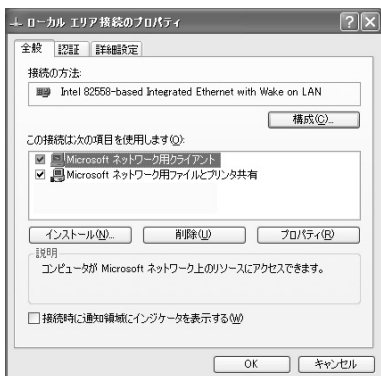 ローカル エリア接続のプロパティ
全般 認証 詳細設定
接続の方法:
Intel 82558-based Integrated Ethernet with Wake on LAN
構成(C)...
この接続は次の項目を使用します(O):
Microsoft ネットワーク用クライアント
Microsoft ネットワーク用ファイルとプリンタ共有
インストール(N)... 削除(U) プロパティ(R)
説明
コンピュータが Microsoft ネットワーク上のリソースにアクセスできます。
接続時に通知領域にインジケータを表示する(W)
OK キャンセル